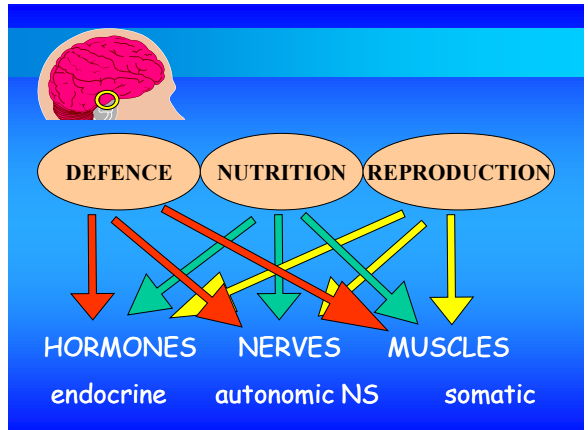 DEFENCE NUTRITION REPRODUCTION
HORMONES NERVES MUSCLES
endocrine autonomic NS somatic